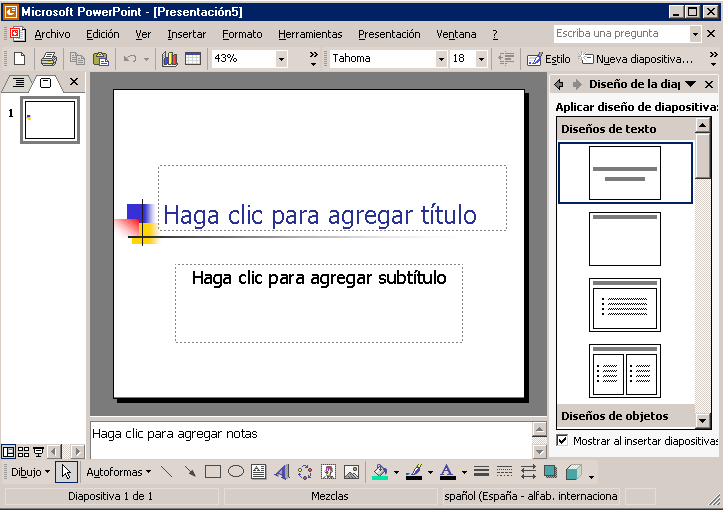 Microsoft PowerPoint - [Presentación5]
Archivo Edición Ver Insertar Formato Herramientas Presentación Ventana ? Escriba una pregunta
43% Tahoma 18 Estilo Nueva diapositiva...
Diseño de la diap
1
Aplicar diseño de diapositiva:
Diseños de texto
Haga clic para agregar título
Haga clic para agregar subtítulo
Diseños de objetos
Haga clic para agregar notas
Mostrar al insertar diapositivas
Dibujo Autoformas
Diapositiva 1 de 1 Mezclas spañol (España - alfab. internaciona